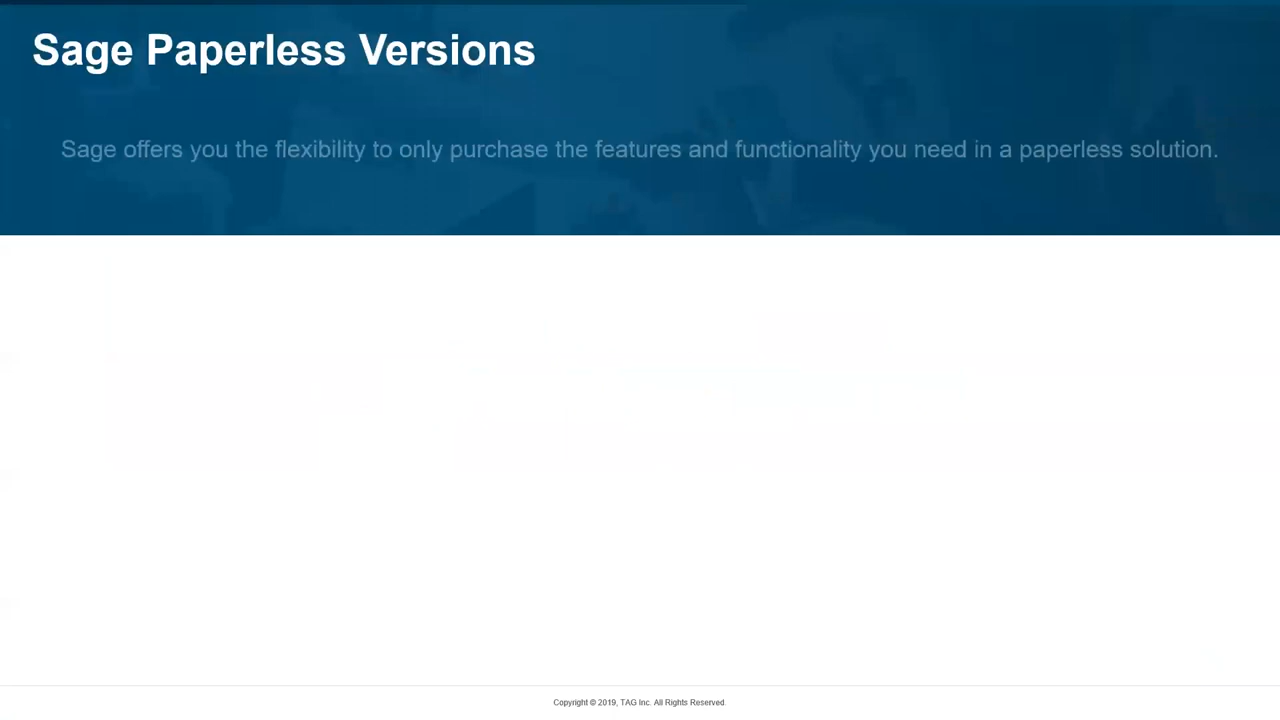 Sage Paperless Versions
Sage offers you the flexibility to only purchase the features and functionality you need in a paperless solution.
Copyright © 2019, TAG Inc. All Rights Reserved.